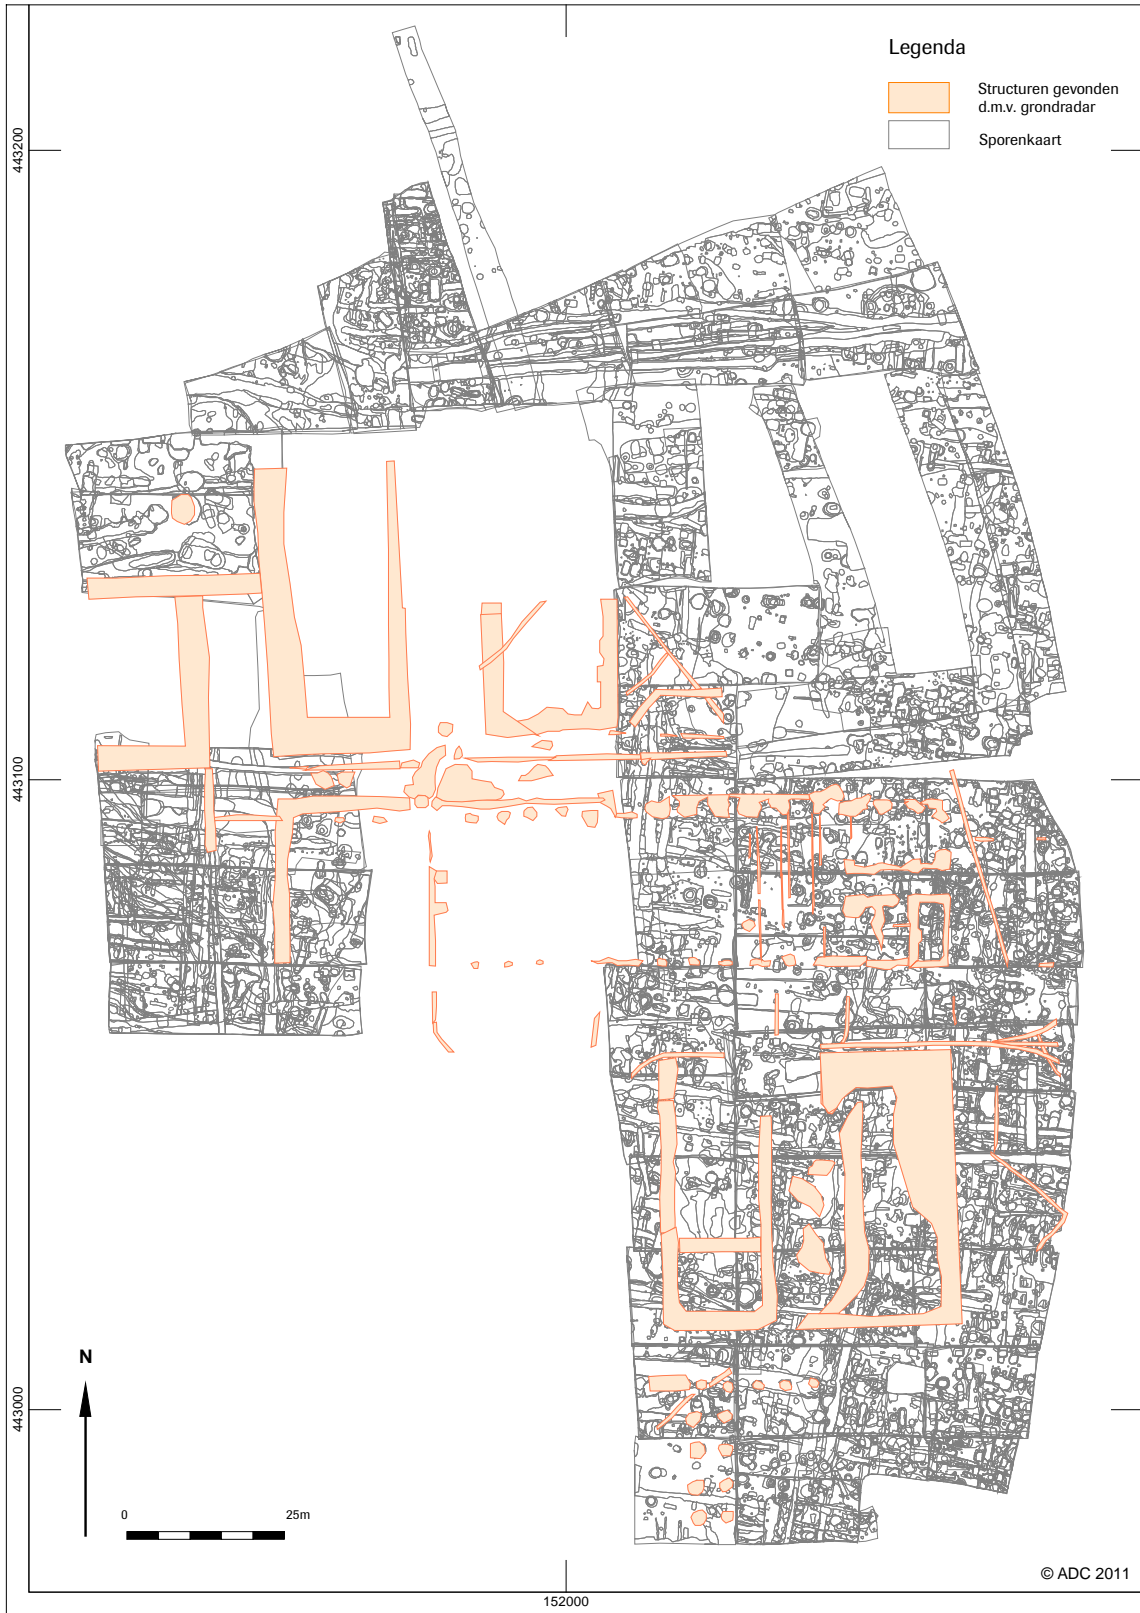 Legenda
Structuren gevonden
d.m.v. grondradar
Sporenkaart
443200
443100
443000
N
0 25m
© ADC 2011
152000